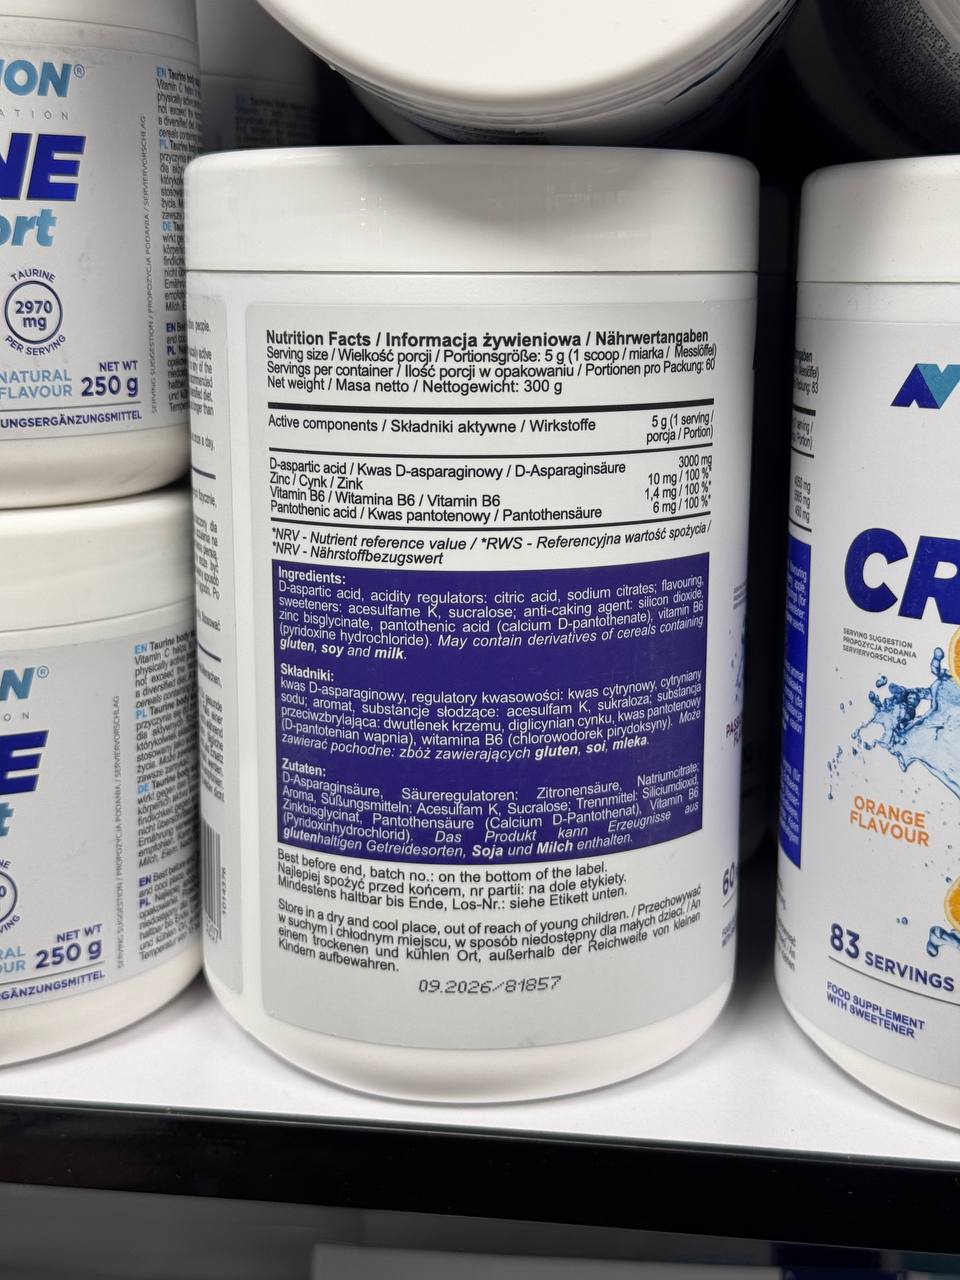 ION®
ATION
NE
ort
TAURINE
2970
mg
PER SERVING
NATURAL
FLAVOUR
NET WT
250 g
UNGSERGÄNZUNGSMITTEL
SERVING SUGGESTION / PROPOZYCJA PODANIA / SERVIERVORSCHLAG
N®
ION
E
t
NET WT
250 g
GÄNZUNGSMITTEL
Nutrition Facts / Informacja żywieniowa / Nährwertangaben
Serving size / Wielkość porcji / Portionsgröße: 5 g (1 scoop / miarka / Messlöffel)
Servings per container / Ilość porcji w opakowaniu / Portionen pro Packung: 60
Net weight / Masa netto / Nettogewicht: 300 g
Active components / Składniki aktywne / Wirkstoffe 5 g (1 serving /
porcja / Portion)
D-aspartic acid / Kwas D-asparaginowy / D-Asparaginsäure 3000 mg
Zinc / Cynk / Zink 10 mg / 100 %*
Vitamin B6 / Witamina B6 / Vitamin B6 1,4 mg / 100 %*
Pantothenic acid / Kwas pantotenowy / Pantothensäure 6 mg / 100 %*
*NRV - Nutrient reference value / *RWS - Referencyjna wartość spożycia /
*NRV - Nährstoffbezugswert
Ingredients:
D-aspartic acid, acidity regulators: citric acid, sodium citrates; flavouring,
sweeteners: acesulfame K, sucralose; anti-caking agent: silicon dioxide,
zinc bisglycinate, pantothenic acid (calcium D-pantothenate), vitamin B6
(pyridoxine hydrochloride). May contain derivatives of cereals containing
gluten, soy and milk.
Składniki:
kwas D-asparaginowy, regulatory kwasowości: kwas cytrynowy, cytryniany
sodu; aromat, substancje słodzące: acesulfam K, sukraloza; substancja
przeciwzbrylająca: dwutlenek krzemu, diglicynian cynku, kwas pantotenowy
(D-pantotenian wapnia), witamina B6 (chlorowodorek pirydoksyny). Może
zawierać pochodne: zbóż zawierających gluten, soi, mleka.
Zutaten:
D-Asparaginsäure, Säureregulatoren: Zitronensäure, Natriumcitrate;
Aroma, Süßungsmitteln: Acesulfam K, Sucralose; Trennmittel: Siliciumdioxid,
Zinkbisglycinat, Pantothensäure (Calcium D-Pantothenat), Vitamin B6
(Pyridoxinhydrochlorid). Das Produkt kann Erzeugnisse aus
glutenhaltigen Getreidesorten, Soja und Milch enthalten.
Best before end, batch no.: on the bottom of the label.
Najlepiej spożyć przed końcem, nr partii: na dole etykiety.
Mindestens haltbar bis Ende, Los-Nr.: siehe Etikett unten.
Store in a dry and cool place, out of reach of young children. / Przechowywać
w suchym i chłodnym miejscu, w sposób niedostępny dla małych dzieci. / An
einem trockenen und kühlen Ort, außerhalb der Reichweite von kleinen
Kindern aufbewahren.
09.2026/81857
60
CR
SERVING SUGGESTION
PROPOZYCJA PODANIA
SERVIERVORSCHLAG
ORANGE
FLAVOUR
83 SERVINGS
FOOD SUPPLEMENT
WITH SWEETENER